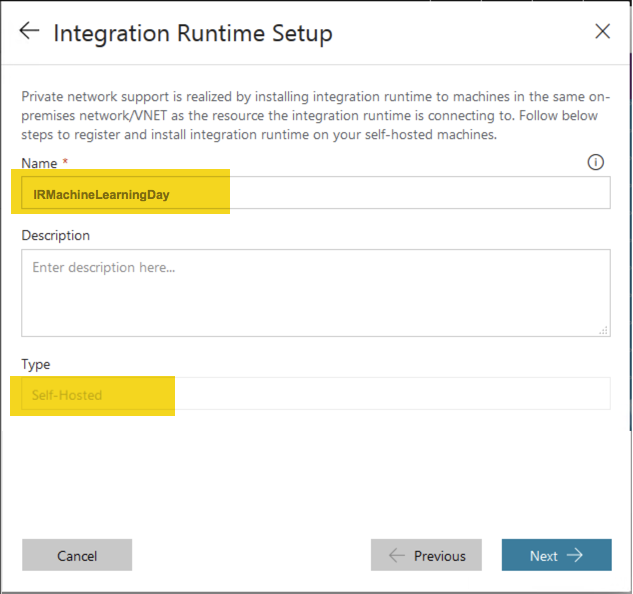 Integration Runtime Setup
Private network support is realized by installing integration runtime to machines in the same on-
premises network/VNET as the resource the integration runtime is connecting to. Follow below
steps to register and install integration runtime on your self-hosted machines.
Name *
IRMachineLearningDay
Description
Enter description here...
Type
Self-Hosted
Cancel
Previous
Next